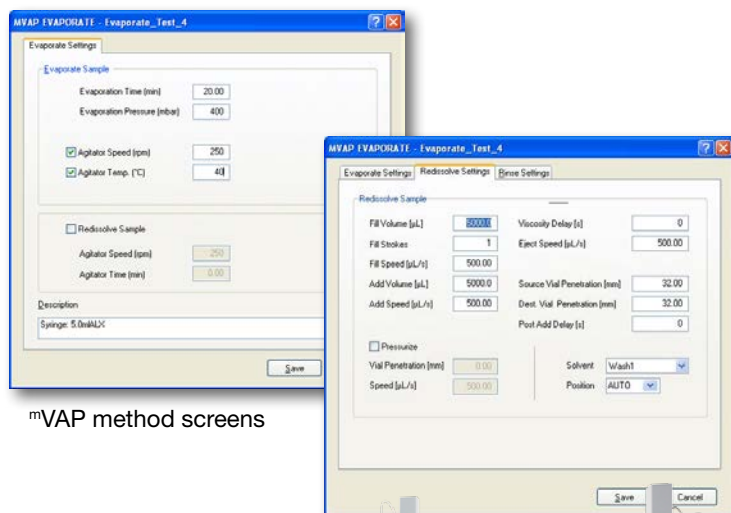 MVAP EVAPORATE - Evaporate_Test_4
Evaporate Settings
Evaporate Sample
Evaporation Time (min) 20.00
Evaporation Pressure (mbar) 400
Agitator Speed (rpm) 250
Agitator Temp. (°C) 40
Redissolve Sample
Agitator Speed (rpm) 250
Agitator Time (min) 0.00
Description
Syringe: 5.0mlALX
Save
mVAP method screens
MVAP EVAPORATE - Evaporate_Test_4
Evaporate Settings Redissolve Settings Rinse Settings
Redissolve Sample
Fill Volume [µL] 5000.0 Viscosity Delay [s] 0
Fill Strokes 1 Eject Speed [µL/s] 500.00
Fill Speed [µL/s] 500.00
Add Volume [µL] 5000.0 Source Vial Penetration [mm] 32.00
Add Speed [µL/s] 500.00 Dest. Vial Penetration [mm] 32.00
Post Add Delay [s] 0
Pressurize
Vial Penetration [mm] 0.00 Solvent Wash1
Speed [µL/s] 500.00 Position AUTO
Save Cancel